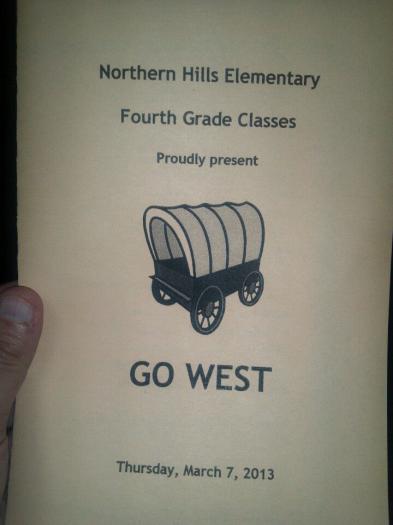 Northern Hills Elementary
Fourth Grade Classes
Proudly present
GO WEST
Thursday, March 7, 2013